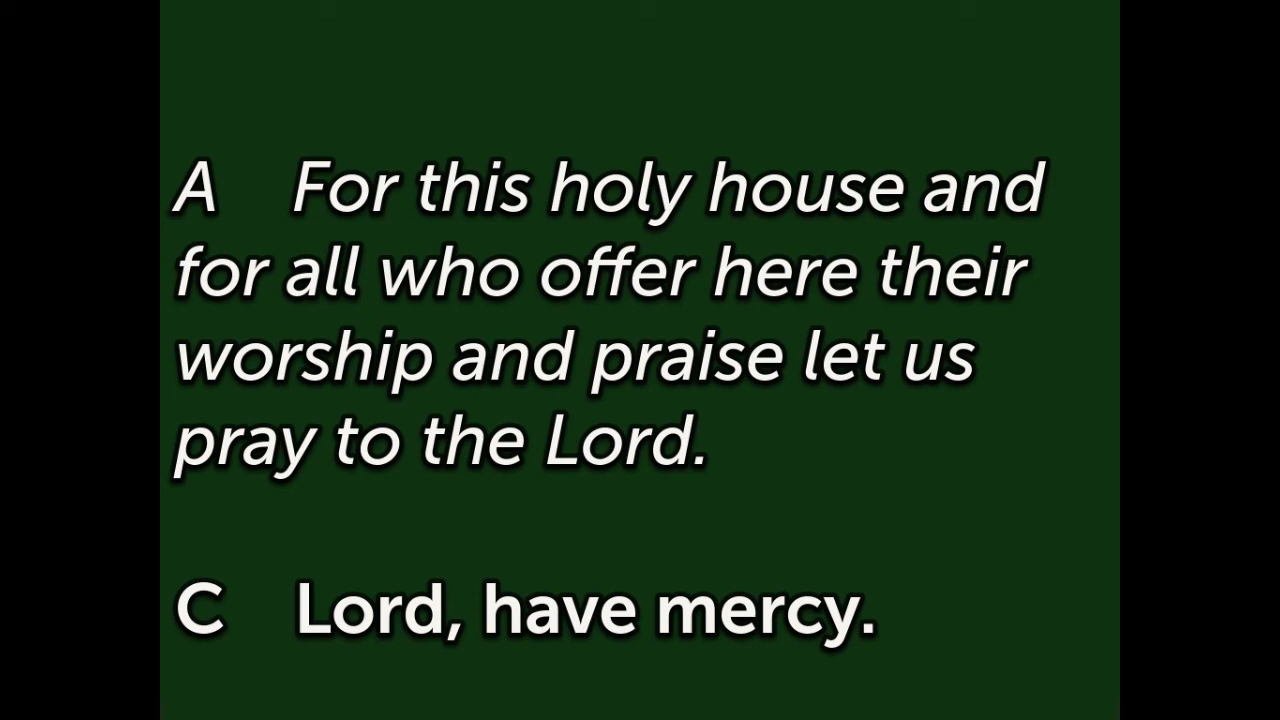 A For this holy house and
for all who offer here their
worship and praise let us
pray to the Lord.
C Lord, have mercy.